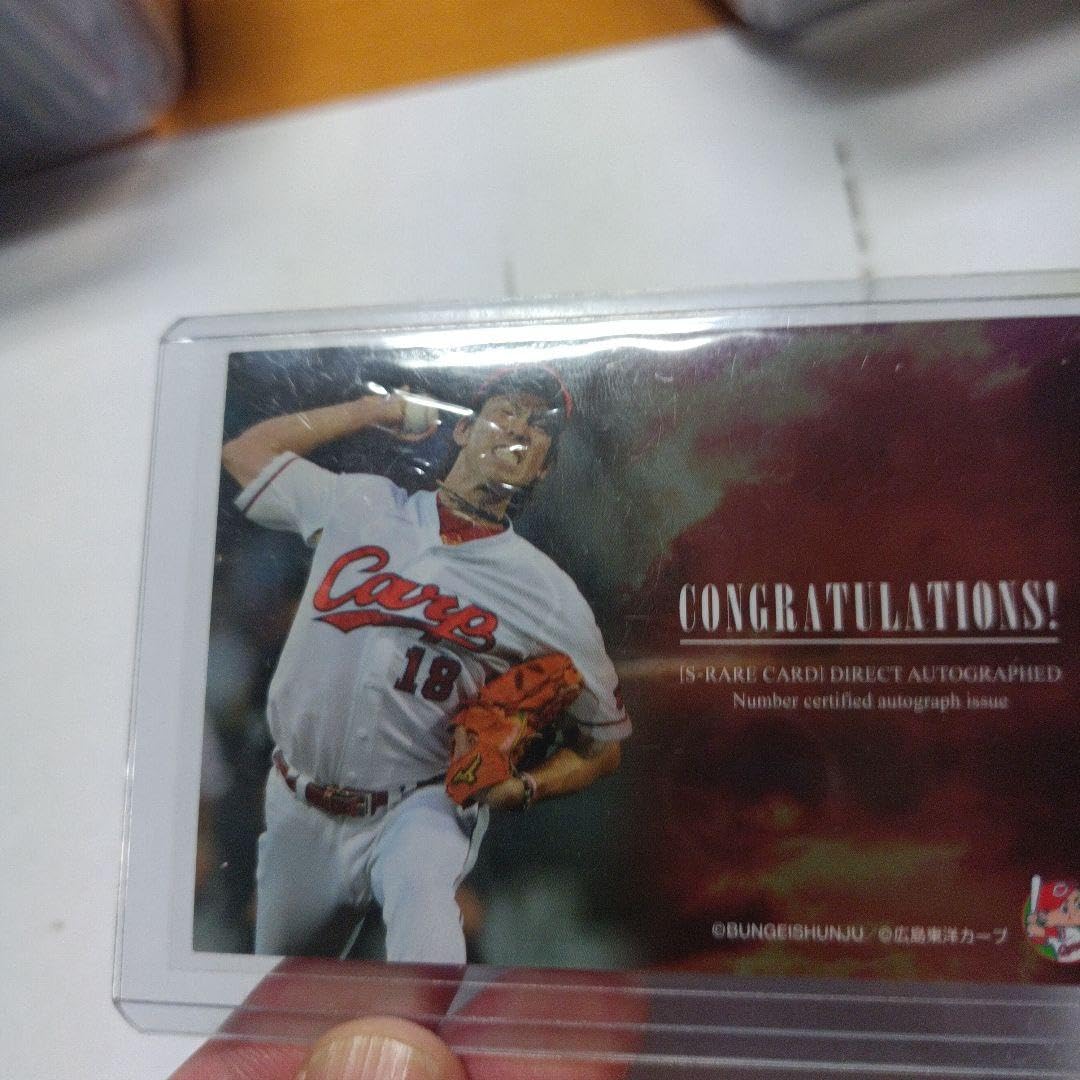 Carp
18
CONGRATULATIONS!
[S-RARE CARD] DIRECT AUTOGRAPHED
Number certified autograph issue
©BUNGEISHUNJU/©広島東洋カープ